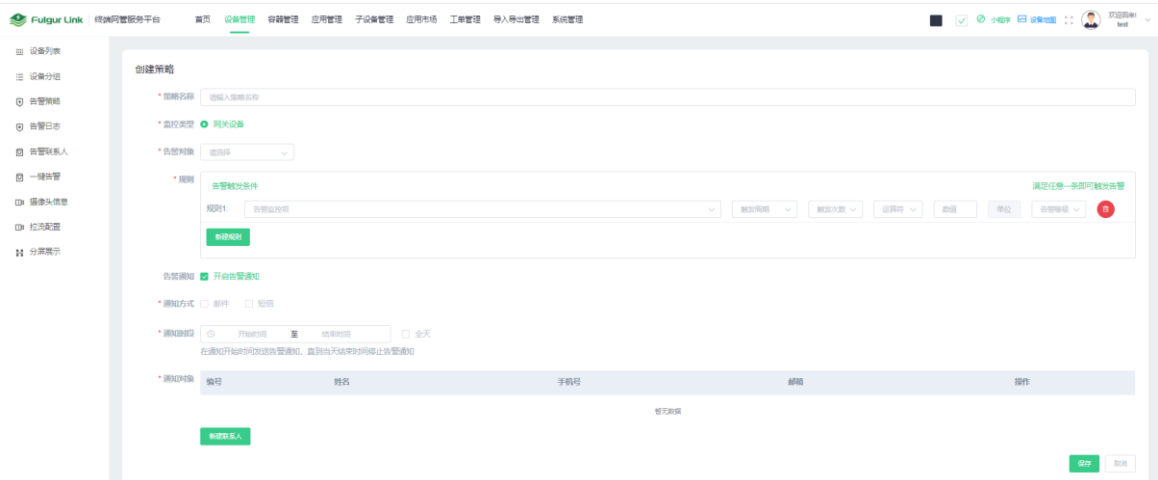 Fulgur Link 终端网管服务平台 首页 设备管理 容器管理 应用管理 子设备管理 应用市场 工单管理 导入导出管理 系统管理 小程序 设备地图 欢迎回来! test
设备列表
设备分组
告警策略
告警日志
告警联系人
一键告警
摄像头信息
拉流配置
分屏展示
创建策略
* 策略名称 请输入策略名称
* 监控类型 网关设备
* 告警对象 请选择
* 规则 告警触发条件 满足任意一条即可触发告警
规则1: 告警监控项 触发周期 触发次数 运算符 数值 单位 告警等级
新建规则
告警通知 开启告警通知
* 通知方式 邮件 短信
* 通知时段 开始时间 至 结束时间 全天
在通知开始时间发送告警通知，直到当天结束时间停止告警通知
* 通知对象 编号 姓名 手机号 邮箱 操作
暂无数据
新建联系人
保存 取消